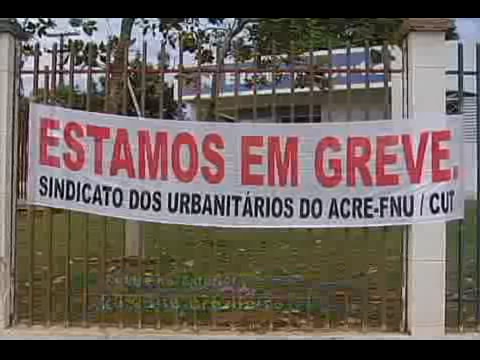 ESTAMOS EM GREVE.
SINDICATO DOS URBANITÁRIOS DO ACRE-FNU / CUT